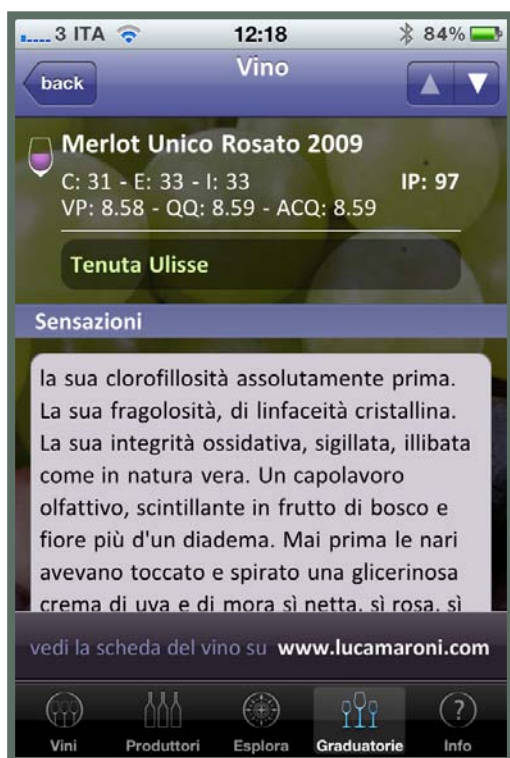 3 ITA 12:18 84%
back
Vino
Merlot Unico Rosato 2009
C: 31 - E: 33 - I: 33 IP: 97
VP: 8.58 - QQ: 8.59 - ACQ: 8.59
Tenuta Ulisse
Sensazioni
la sua clorofillosità assolutamente prima.
La sua fragolosità, di linfaceità cristallina.
La sua integrità ossidativa, sigillata, illibata
come in natura vera. Un capolavoro
olfattivo, scintillante in frutto di bosco e
fiore più d'un diadema. Mai prima le nari
avevano toccato e spirato una glicerinosa
crema di uva e di mora sì netta, sì rosa, sì
vedi la scheda del vino su www.lucamaroni.com
Vini Produttori Esplora Graduatorie Info